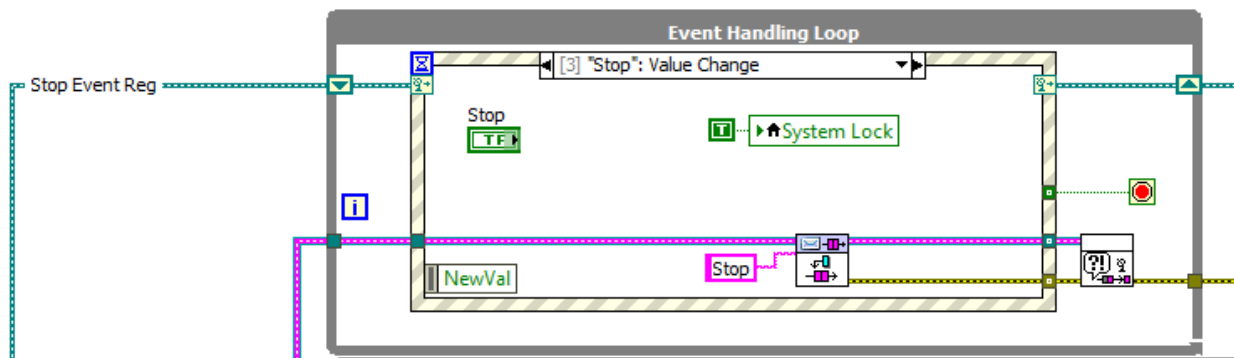 Event Handling Loop
[3] "Stop": Value Change
Stop Event Reg
Stop
TF
T
System Lock
i
Stop
NewVal
?!